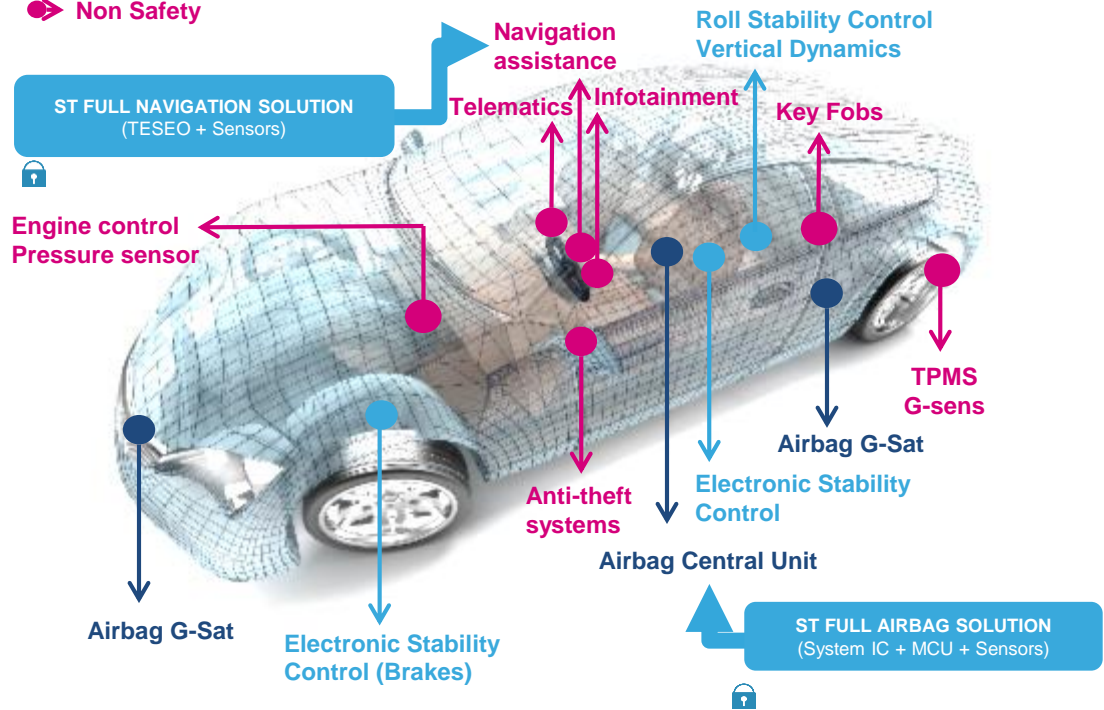 Non Safety
Roll Stability Control
Vertical Dynamics
Navigation
assistance
ST FULL NAVIGATION SOLUTION
(TESEO + Sensors)
Telematics
Infotainment
Key Fobs
Engine control
Pressure sensor
TPMS
G-sens
Airbag G-Sat
Electronic Stability
Control
Anti-theft
systems
Airbag Central Unit
Airbag G-Sat
Electronic Stability
Control (Brakes)
ST FULL AIRBAG SOLUTION
(System IC + MCU + Sensors)